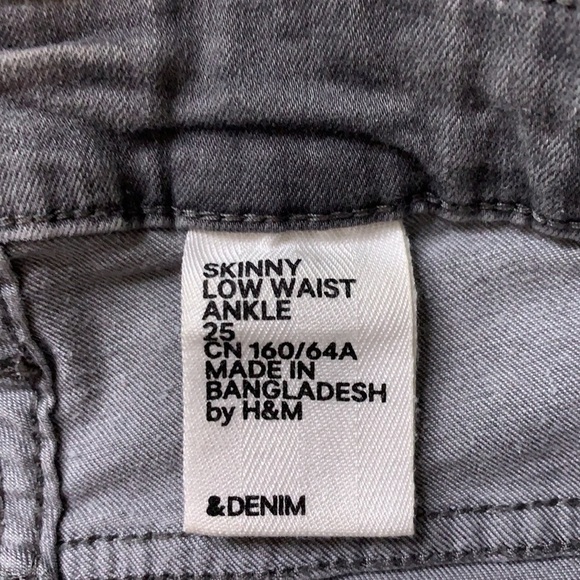 SKINNY
LOW WAIST
ANKLE
25
CN 160/64A
MADE IN
BANGLADESH
by H&M
&DENIM